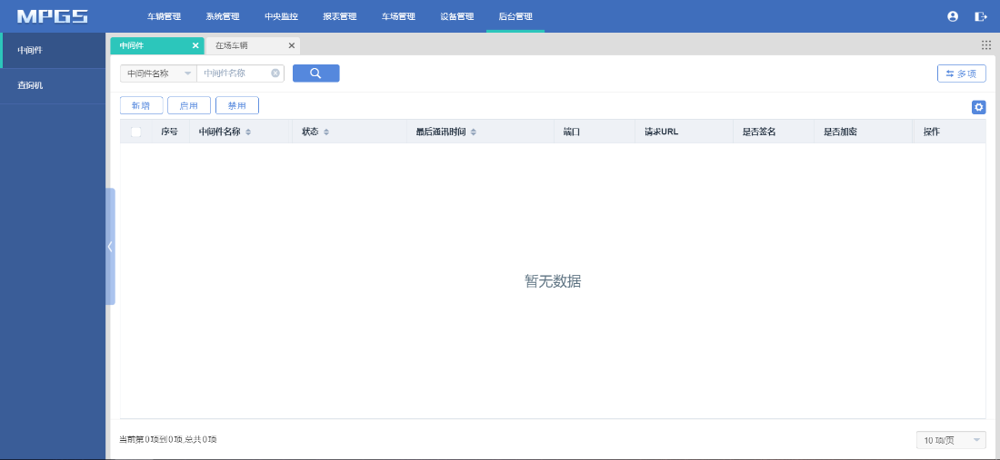 MPGS 车辆管理 系统管理 中央监控 报表管理 车场管理 设备管理 后台管理
中间件
查询机
中间件 在场车辆
中间件名称 中间件名称 多项
新增 启用 禁用
序号 中间件名称 状态 最后通讯时间 端口 请求URL 是否签名 是否加密 操作
暂无数据
当前第0项到0项,总共0项 10 项/页